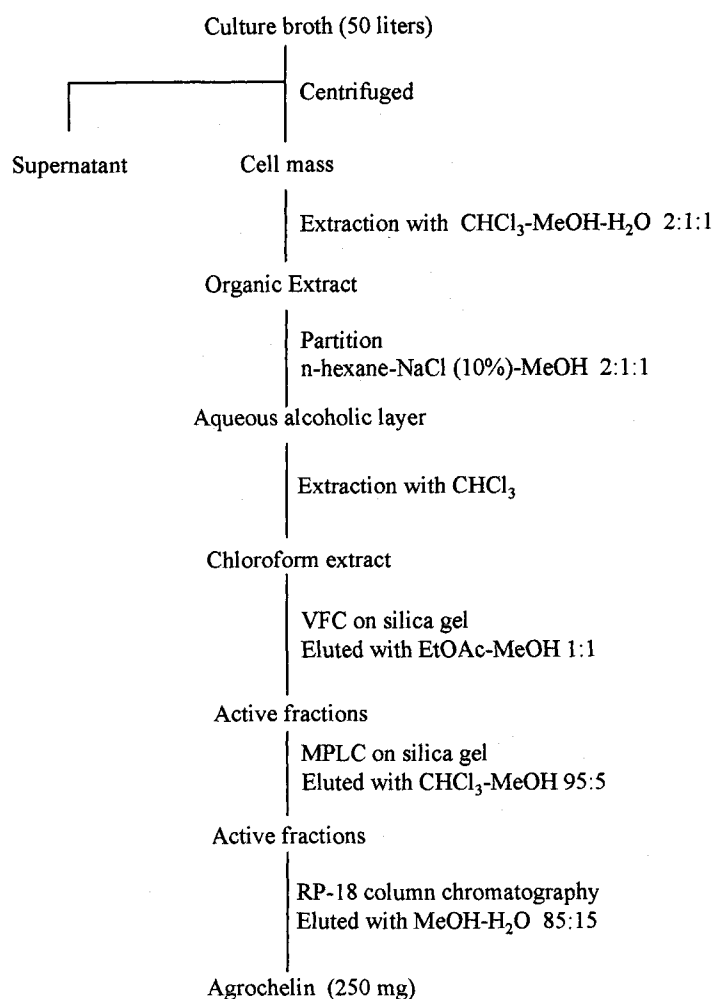 Culture broth (50 liters)
Centrifuged
Supernatant
Cell mass
Extraction with CHCl₃-MeOH-H₂O 2:1:1
Organic Extract
Partition
n-hexane-NaCl (10%)-MeOH 2:1:1
Aqueous alcoholic layer
Extraction with CHCl₃
Chloroform extract
VFC on silica gel
Eluted with EtOAc-MeOH 1:1
Active fractions
MPLC on silica gel
Eluted with CHCl₃-MeOH 95:5
Active fractions
RP-18 column chromatography
Eluted with MeOH-H₂O 85:15
Agrochelin (250 mg)